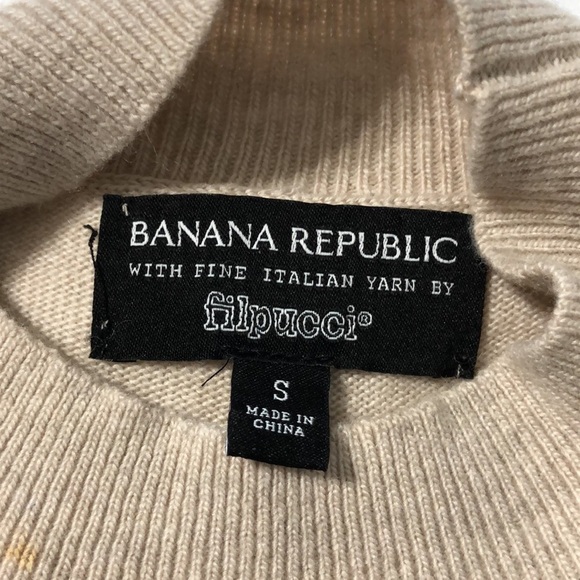 BANANA REPUBLIC
WITH FINE ITALIAN YARN BY
filpucci®
S
MADE IN
CHINA